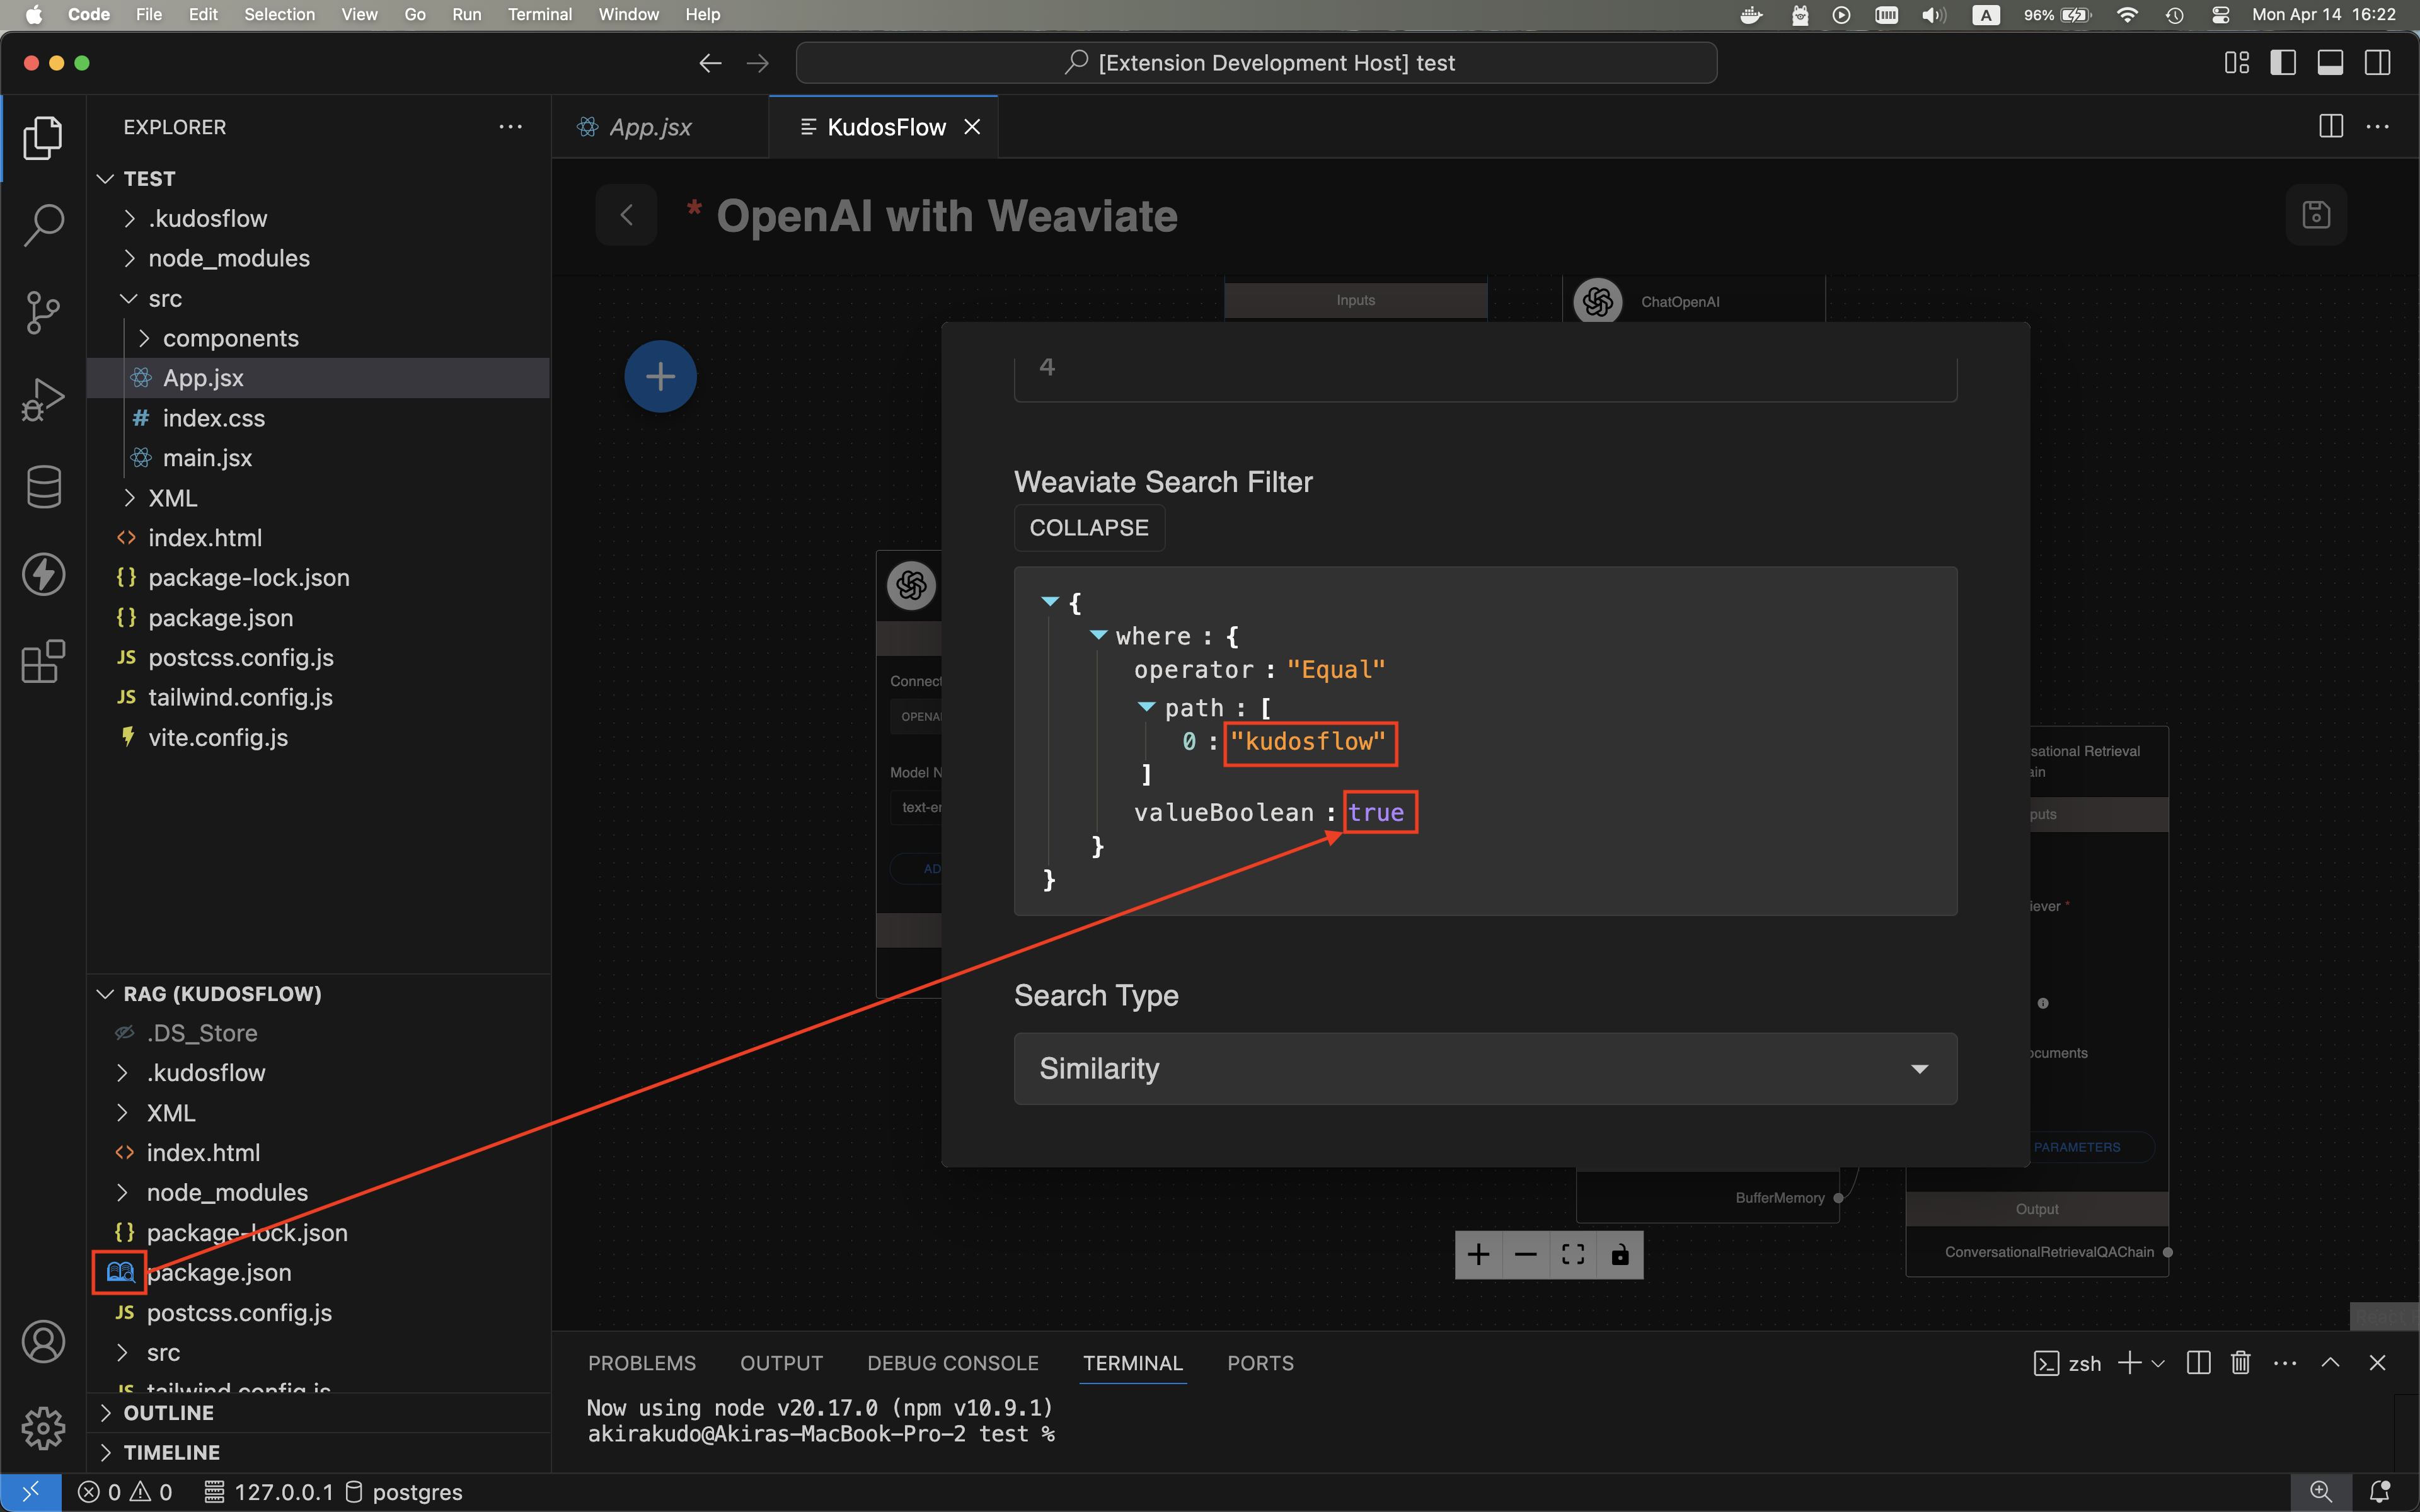 Code File Edit Selection View Go Run Terminal Window Help
A 96% Mon Apr 14 16:22
[Extension Development Host] test
EXPLORER
TEST
.kudosflow
node_modules
src
components
App.jsx
index.css
main.jsx
XML
index.html
package-lock.json
package.json
postcss.config.js
tailwind.config.js
vite.config.js
RAG (KUDOSFLOW)
.DS_Store
.kudosflow
XML
index.html
node_modules
package-lock.json
package.json
postcss.config.js
src
tailwind.config.js
OUTLINE
TIMELINE
App.jsx
KudosFlow
* OpenAI with Weaviate
Inputs
ChatOpenAI
4
Weaviate Search Filter
COLLAPSE
{
where : {
operator : "Equal"
path : [
0 : "kudosflow"
]
valueBoolean : true
}
}
Search Type
Similarity
Connect
OPENAI
Model N
text-e
AD
sational Retrieval
ain
puts
iever *
ocuments
PARAMETERS
BufferMemory
Output
ConversationalRetrievalQAChain
PROBLEMS OUTPUT DEBUG CONSOLE TERMINAL PORTS
zsh
Now using node v20.17.0 (npm v10.9.1)
akirakudo@Akiras-MacBook-Pro-2 test %
0 0 127.0.0.1 postgres